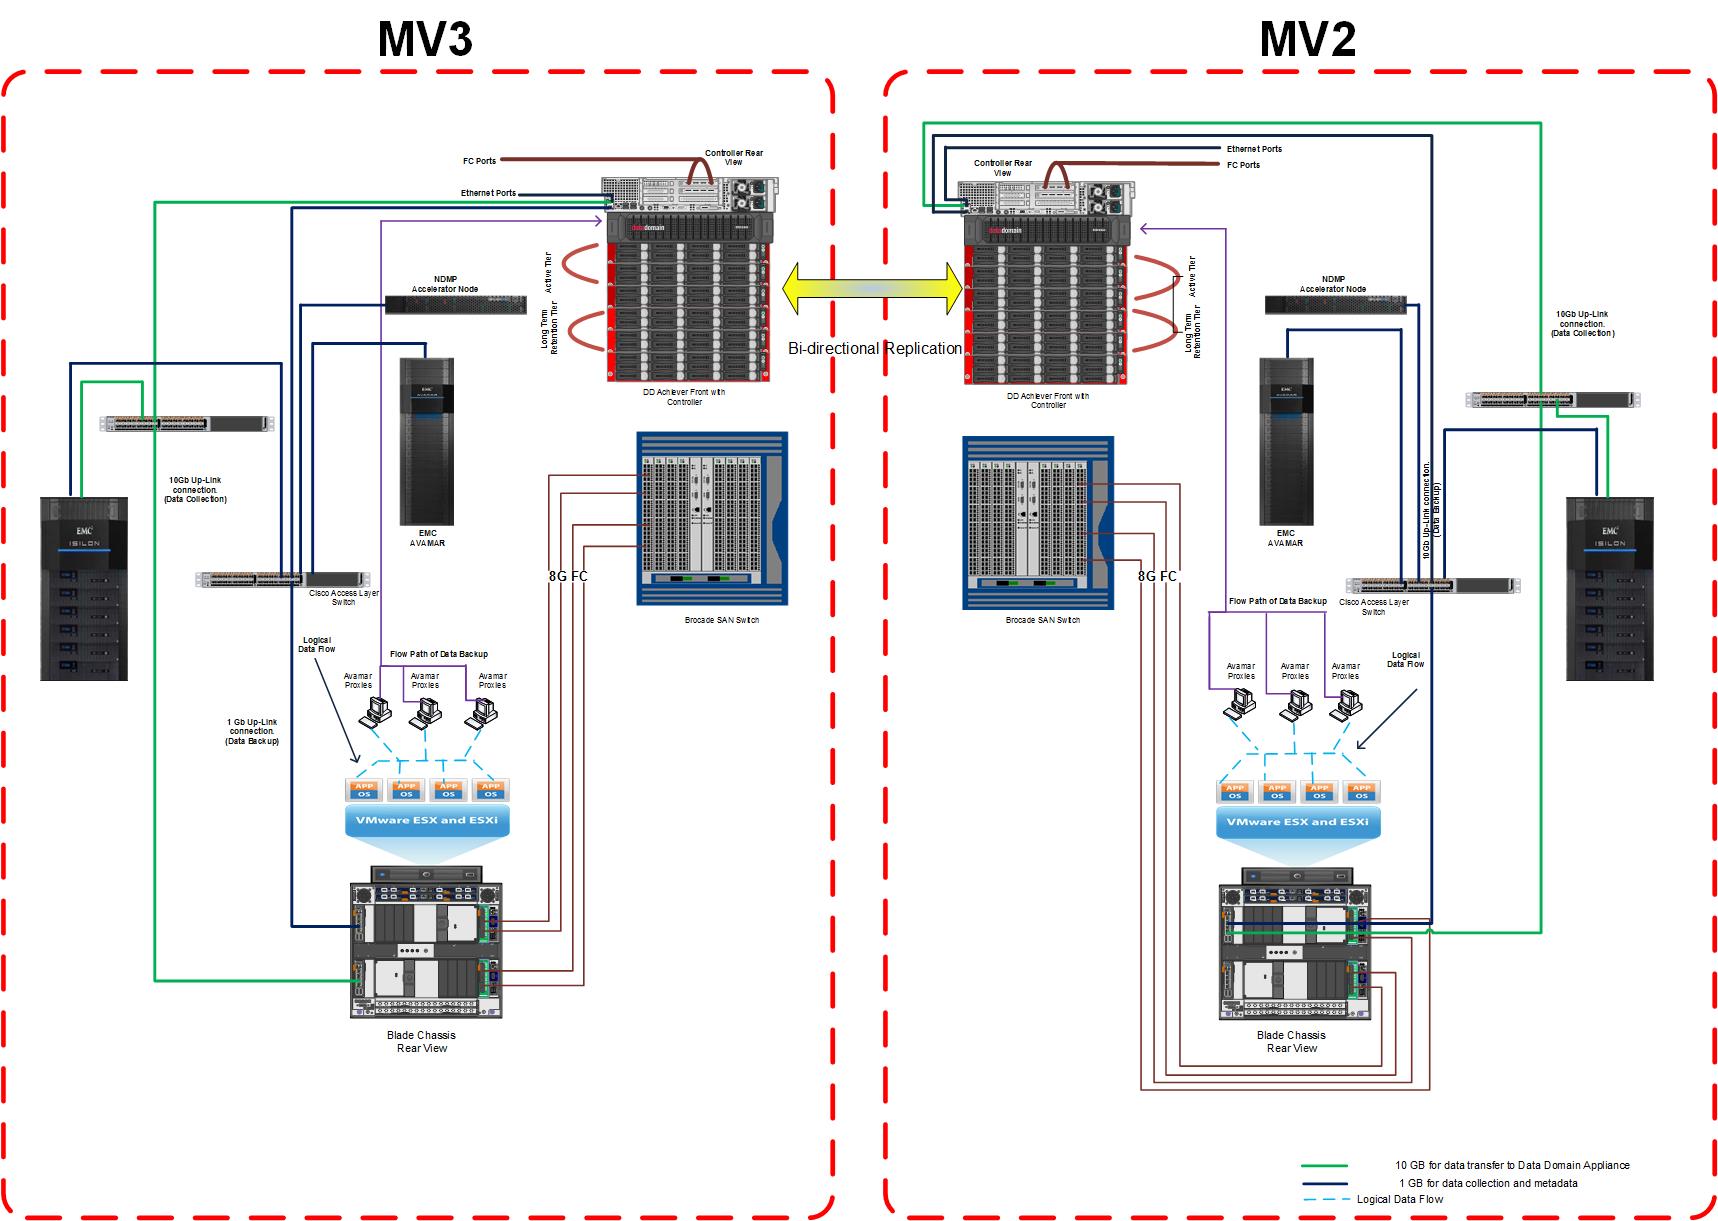 MV3
MV2
FC Ports
Controller Rear
View
Ethernet Ports
datadomain
Active Tier
Long Term
Retention Tier
NDMP
Accelerator Node
DD Achiever Front with
Controller
Bi-directional Replication
EMC
AVAMAR
EMC
AVAMAR
10Gb Up-Link
connection.
(Data Collection)
EMC
ISILON
Cisco Access Layer
Switch
8G FC
Brocade SAN Switch
Logical
Data Flow
Flow Path of Data Backup
Avamar
Proxies
Avamar
Proxies
Avamar
Proxies
1 Gb Up-Link
connection.
(Data Backup)
APP
OS
APP
OS
APP
OS
APP
OS
VMware ESX and ESXi
Blade Chassis
Rear View
Ethernet Ports
FC Ports
Controller Rear
View
datadomain
Active Tier
Long Term
Retention Tier
NDMP
Accelerator Node
10Gb Up-Link
connection.
(Data Collection)
DD Achiever Front with
Controller
EMC
AVAMAR
EMC
AVAMAR
10Gb Up-Link connection.
(Data Backup)
EMC
ISILON
8G FC
Brocade SAN Switch
Flow Path of Data Backup
Cisco Access Layer
Switch
Logical
Data Flow
Avamar
Proxies
Avamar
Proxies
Avamar
Proxies
APP
OS
APP
OS
APP
OS
APP
OS
VMware ESX and ESXi
Blade Chassis
Rear View
10 GB for data transfer to Data Domain Appliance
1 GB for data collection and metadata
Logical Data Flow